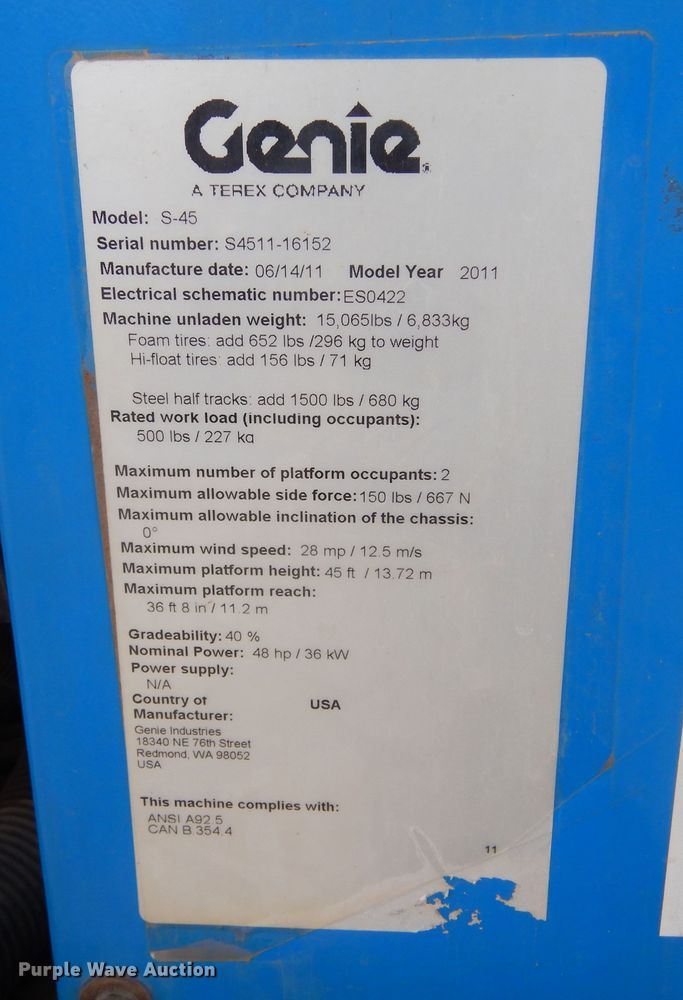 Genie
A TEREX COMPANY
Model: S-45
Serial number: S4511-16152
Manufacture date: 06/14/11 Model Year 2011
Electrical schematic number:ES0422
Machine unladen weight: 15,065lbs / 6,833kg
Foam tires: add 652 lbs /296 kg to weight
Hi-float tires: add 156 lbs / 71 kg
Steel half tracks: add 1500 lbs / 680 kg
Rated work load (including occupants):
500 lbs / 227 kg
Maximum number of platform occupants: 2
Maximum allowable side force: 150 lbs / 667 N
Maximum allowable inclination of the chassis:
0°
Maximum wind speed: 28 mp / 12.5 m/s
Maximum platform height: 45 ft / 13.72 m
Maximum platform reach:
36 ft 8 in / 11.2 m
Gradeability: 40 %
Nominal Power: 48 hp / 36 kW
Power supply:
N/A
Country of USA
Manufacturer:
Genie Industries
18340 NE 76th Street
Redmond, WA 98052
USA
This machine complies with:
ANSI A92.5
CAN B.354.4
11
Purple Wave Auction